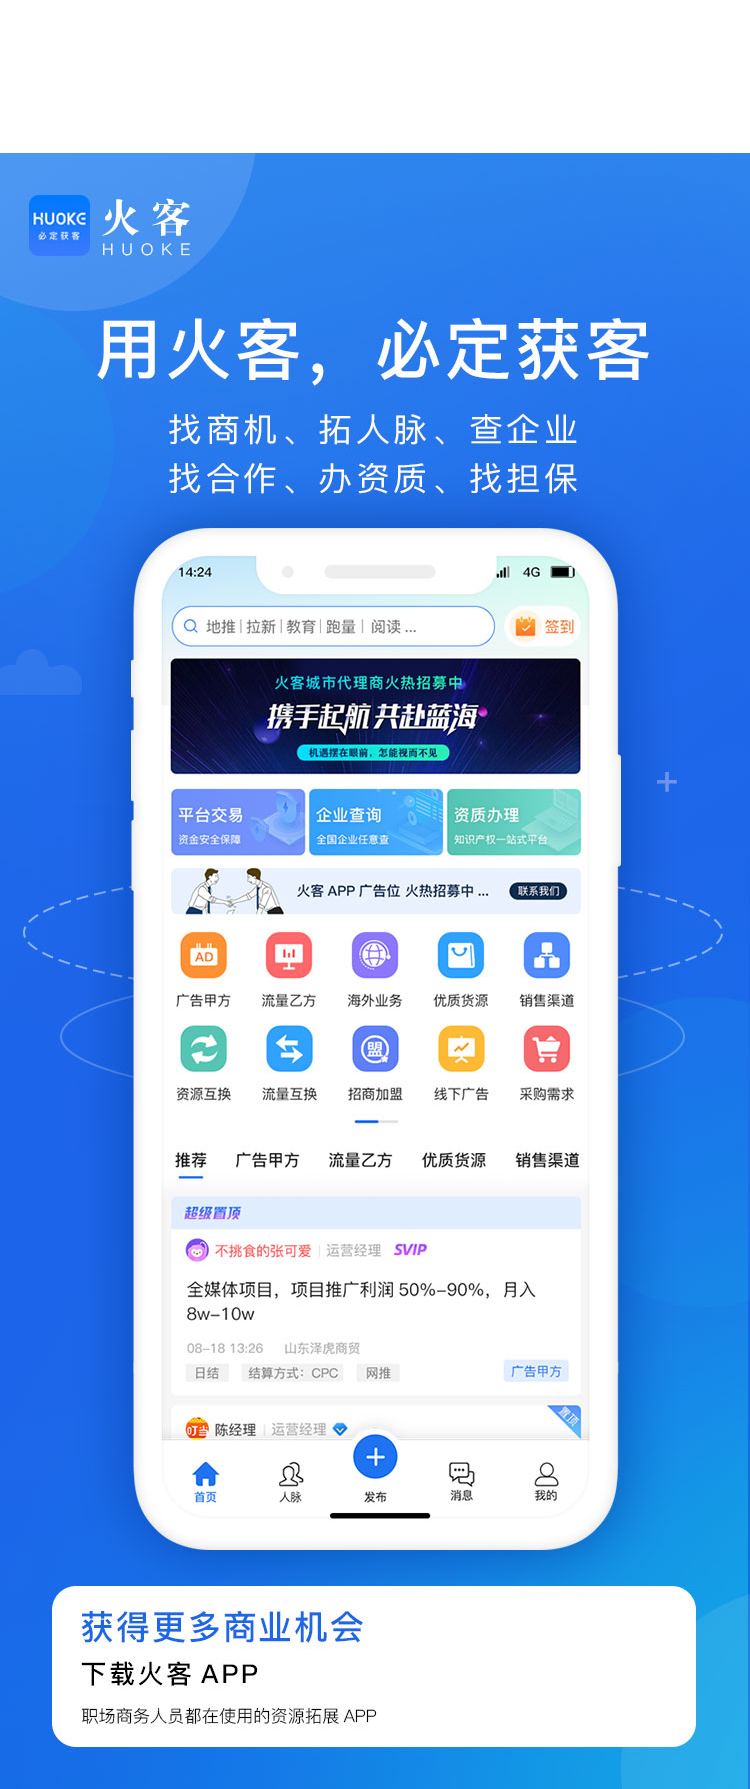 HUOKE
必定获客
火客
HUOKE
用火客，必定获客
找商机、拓人脉、查企业
找合作、办资质、找担保
14:24
4G
地推 | 拉新 | 教育 | 跑量 | 阅读 ...
签到
火客城市代理商火热招募中
携手起航 共赴蓝海
机遇摆在眼前，怎能视而不见
平台交易
资金安全保障
企业查询
全国企业任意查
资质办理
知识产权一站式平台
火客 APP 广告位 火热招募中 ...
联系我们
AD
广告甲方
流量乙方
海外业务
优质货源
销售渠道
盟
资源互换
流量互换
招商加盟
线下广告
采购需求
推荐
广告甲方
流量乙方
优质货源
销售渠道
超级置顶
不挑食的张可爱 | 运营经理 SVIP
全媒体项目，项目推广利润 50%-90%，月入
8w-10w
08-18 13:26 山东泽虎商贸
日结
结算方式：CPC
网推
广告甲方
叮当
陈经理 | 运营经理
置顶
首页
人脉
发布
消息
我的
获得更多商业机会
下载火客 APP
职场商务人员都在使用的资源拓展 APP